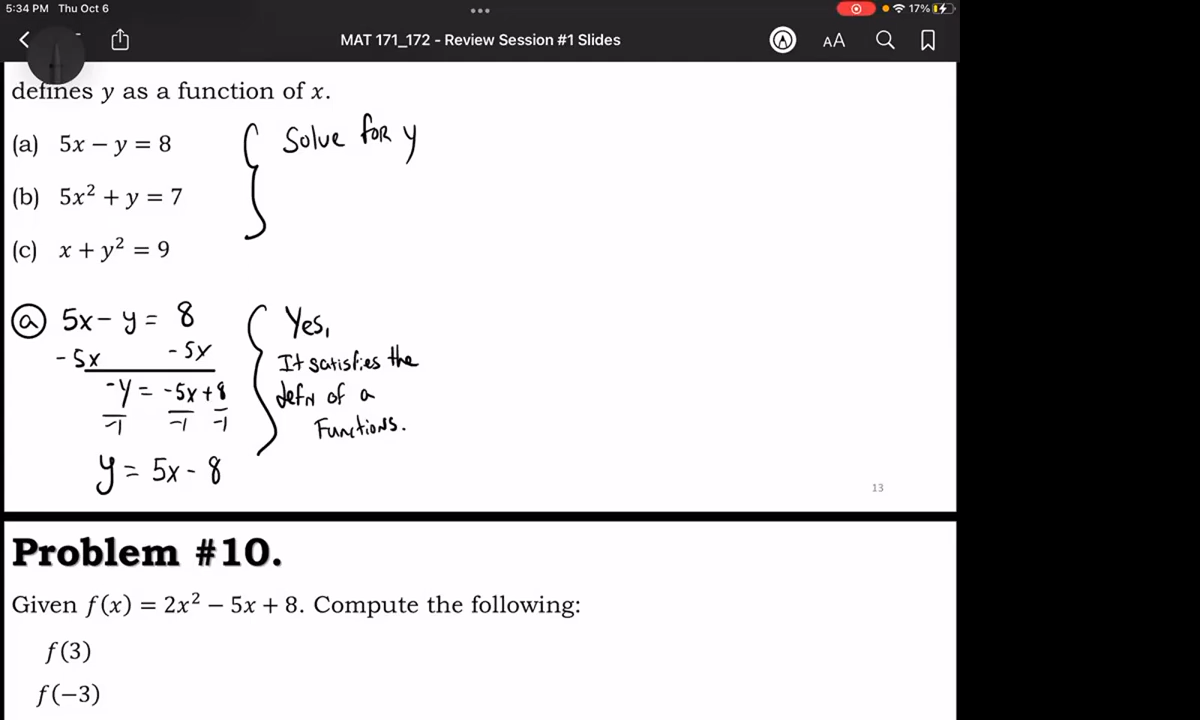 5:34 PM Thu Oct 6
17%
MAT 171_172 - Review Session #1 Slides
AA
defines y as a function of x.
(a) 5x − y = 8
(b) 5x² + y = 7
(c) x + y² = 9
Solve for y
ⓐ 5x - y = 8
-5x -5x
-y = -5x + 8
-1 -1 -1
y = 5x - 8
Yes,
It satisfies the
defn of a
Functions.
13
Problem #10.
Given f(x) = 2x² − 5x + 8. Compute the following:
f(3)
f(−3)